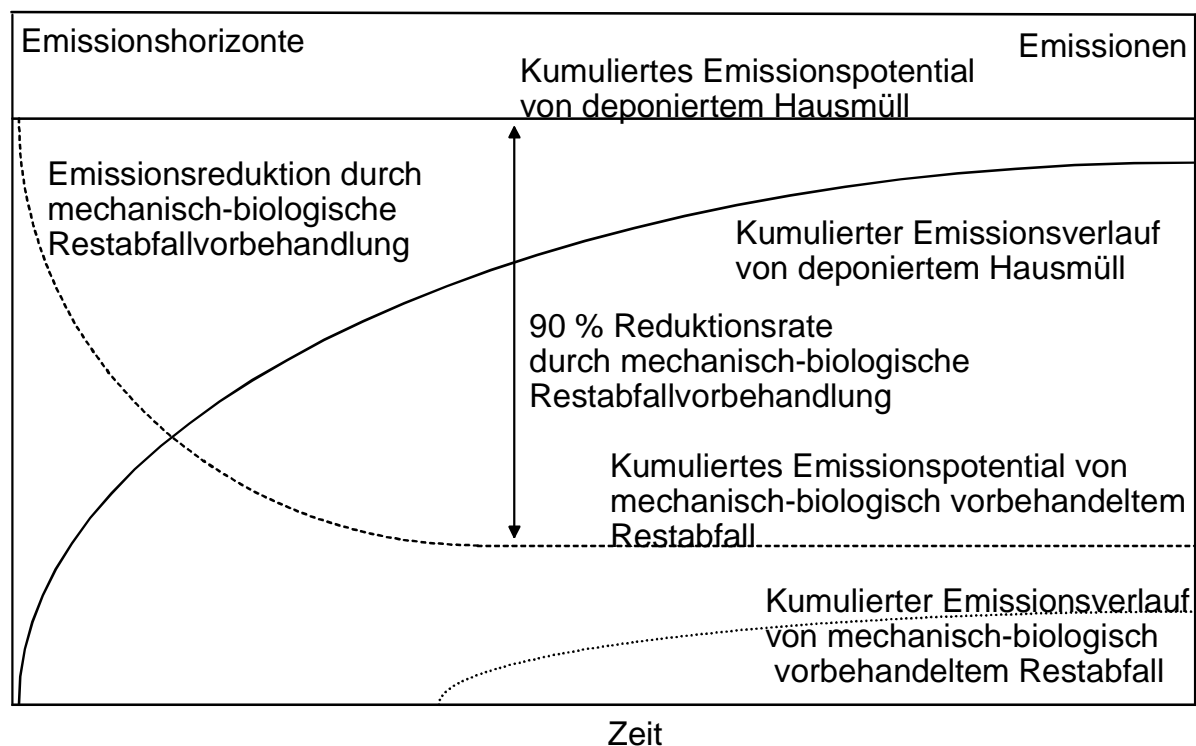 Emissionshorizonte
Emissionen
Kumuliertes Emissionspotential
von deponiertem Hausmüll
Emissionsreduktion durch
mechanisch-biologische
Restabfallvorbehandlung
Kumulierter Emissionsverlauf
von deponiertem Hausmüll
90 % Reduktionsrate
durch mechanisch-biologische
Restabfallvorbehandlung
Kumuliertes Emissionspotential von
mechanisch-biologisch vorbehandeltem
Restabfall
Kumulierter Emissionsverlauf
von mechanisch-biologisch
vorbehandeltem Restabfall
Zeit